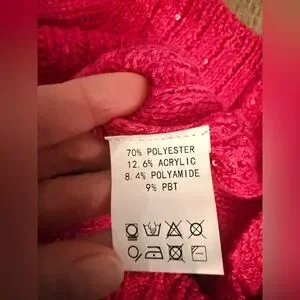 70% POLYESTER
12.6% ACRYLIC
8.4% POLYAMIDE
9% PBT